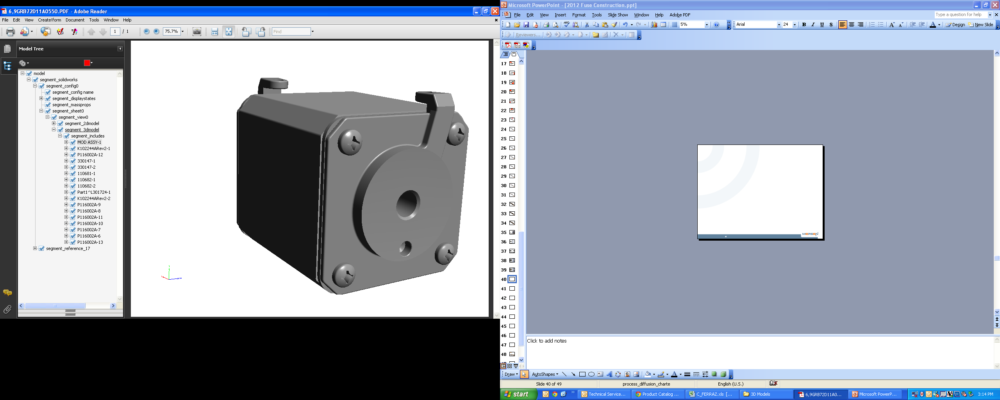 6,9GRB72D11A0550.PDF - Adobe Reader
File Edit View Create!form Document Tools Window Help
1 / 1 75.7% Find
Model Tree
model
segment_solidworks
segment_config0
segment_config name
segment_displaystates
segment_massprops
segment_sheet0
segment_view0
segment_2dmodel
segment_3dmodel
segment_includes
MOD ASSY-1
K102244ARev2-1
P116002A-12
330147-1
330147-2
110681-1
110682-1
110682-2
Part1^L301724-1
K102244ARev2-2
P116002A-9
P116002A-8
P116002A-11
P116002A-10
P116002A-7
P116002A-6
P116002A-13
segment_reference_17
Microsoft PowerPoint - [2012 Fuse Construction.ppt]
File Edit View Insert Format Tools Slide Show Window Help Adobe PDF Type a question for help
5% Arial 24 B I U S A A A Design New Slide
Reviewers...
17
18
19
20
21
22
23
24
25
26
27
28
29
30
31
32
33
34
35
36
37
38
39
40
41
42
43
44
45
46
47
48
mersen
Click to add notes
Draw AutoShapes
Slide 40 of 49 process_diffusion_charte English (U.S.)
start Technical Service... Product Catalog ... C_FERRAZ.xls [... 3D Models 6,9GRB72D11A0... Microsoft PowerP... 3:14 PM